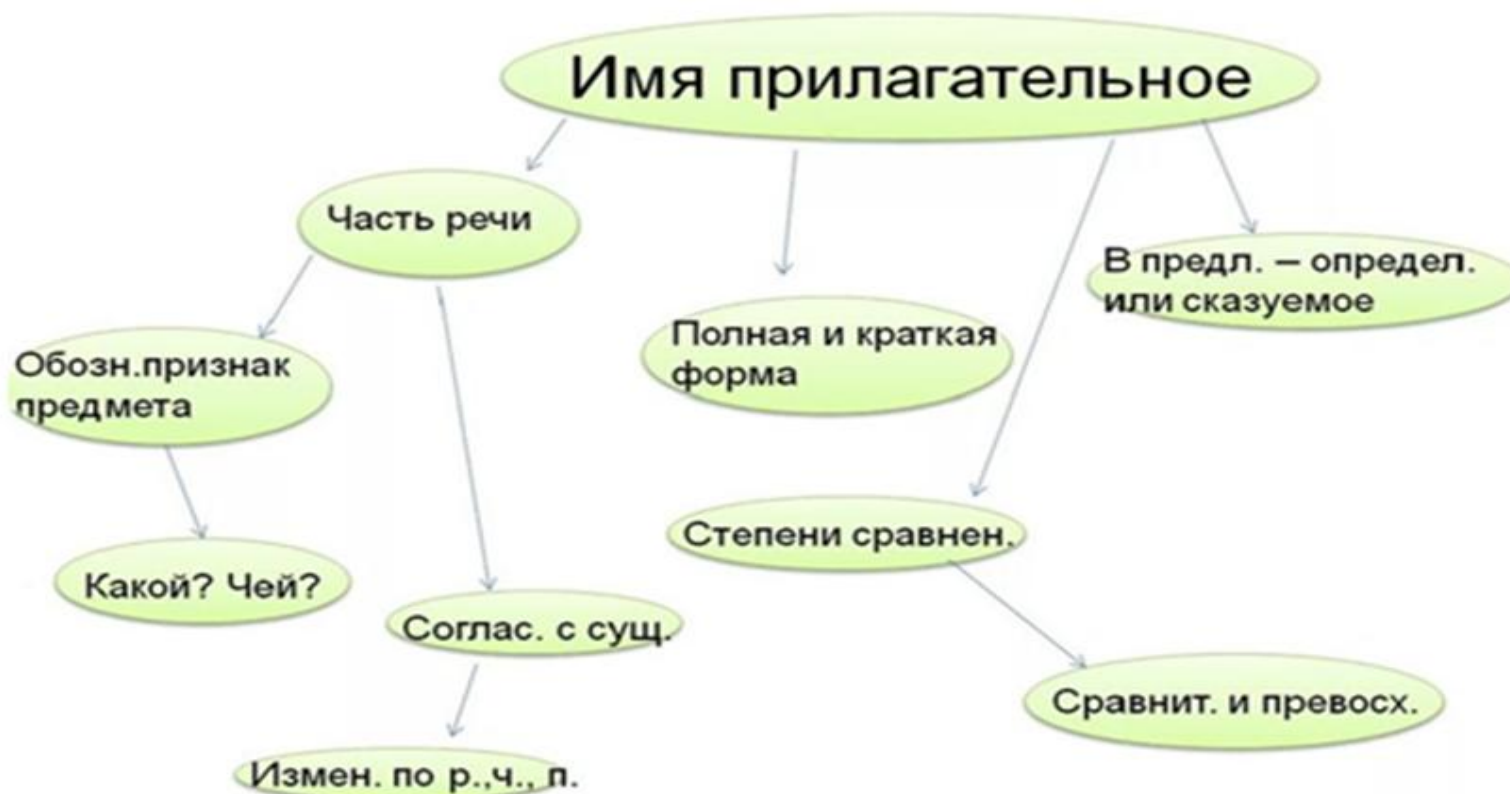 Имя прилагательное
Часть речи
В предл. – определ.
или сказуемое
Полная и краткая
форма
Обозн.признак
предмета
Степени сравнен.
Какой? Чей?
Соглас. с сущ.
Сравнит. и превосх.
Измен. по р.,ч., п.